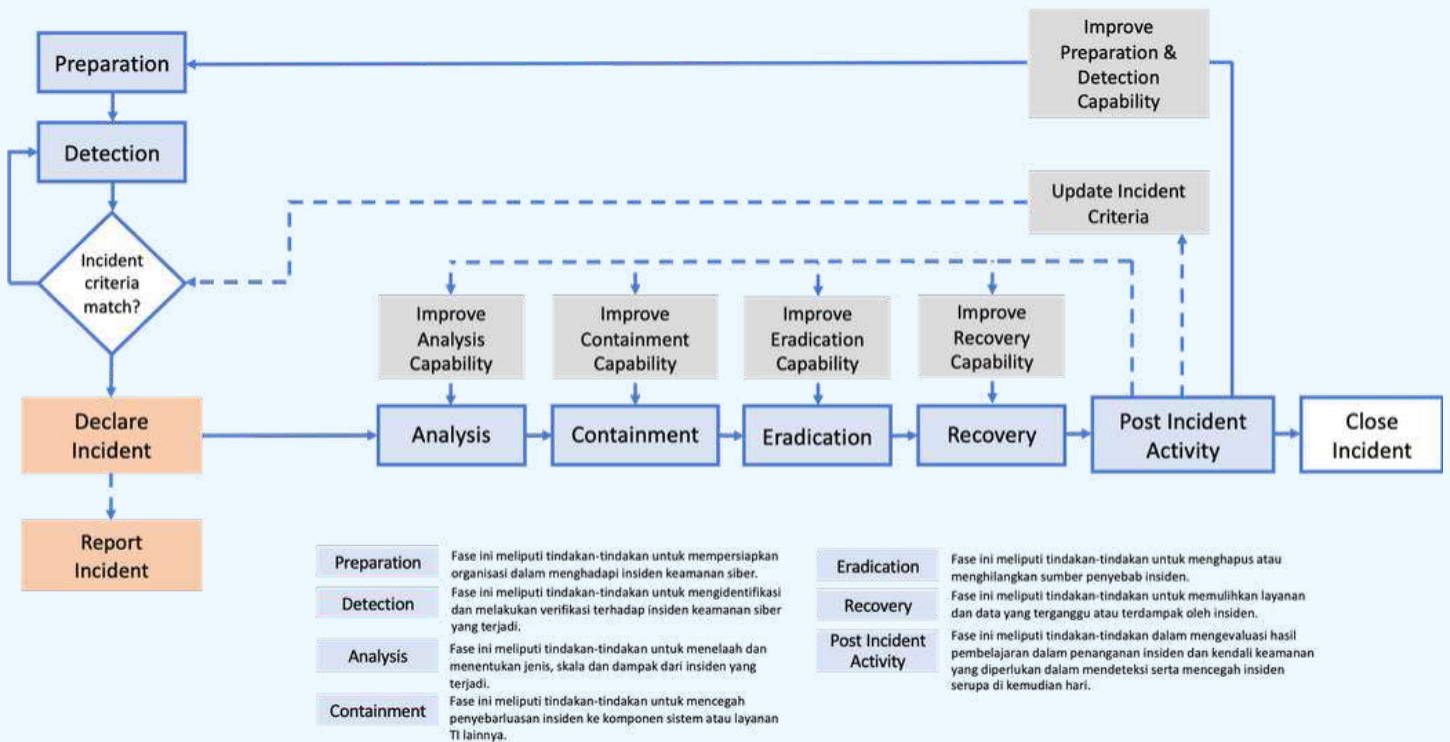 Improve
Preparation &
Detection
Capability
Preparation
Detection
Update Incident
Criteria
Incident
criteria
match?
Improve
Analysis
Capability
Improve
Containment
Capability
Improve
Eradication
Capability
Improve
Recovery
Capability
Declare
Incident
Analysis
Containment
Eradication
Recovery
Post Incident
Activity
Close
Incident
Report
Incident
Preparation
Fase ini meliputi tindakan-tindakan untuk mempersiapkan
organisasi dalam menghadapi insiden keamanan siber.
Detection
Fase ini meliputi tindakan-tindakan untuk mengidentifikasi
dan melakukan verifikasi terhadap insiden keamanan siber
yang terjadi.
Analysis
Fase ini meliputi tindakan-tindakan untuk menelaah dan
menentukan jenis, skala dan dampak dari insiden yang
terjadi.
Containment
Fase ini meliputi tindakan-tindakan untuk mencegah
penyebarluasan insiden ke komponen sistem atau layanan
TI lainnya.
Eradication
Fase ini meliputi tindakan-tindakan untuk menghapus atau
menghilangkan sumber penyebab insiden.
Recovery
Fase ini meliputi tindakan-tindakan untuk memulihkan layanan
dan data yang terganggu atau terdampak oleh insiden.
Post Incident
Activity
Fase ini meliputi tindakan-tindakan dalam mengevaluasi hasil
pembelajaran dalam penanganan insiden dan kendali keamanan
yang diperlukan dalam mendeteksi serta mencegah insiden
serupa di kemudian hari.